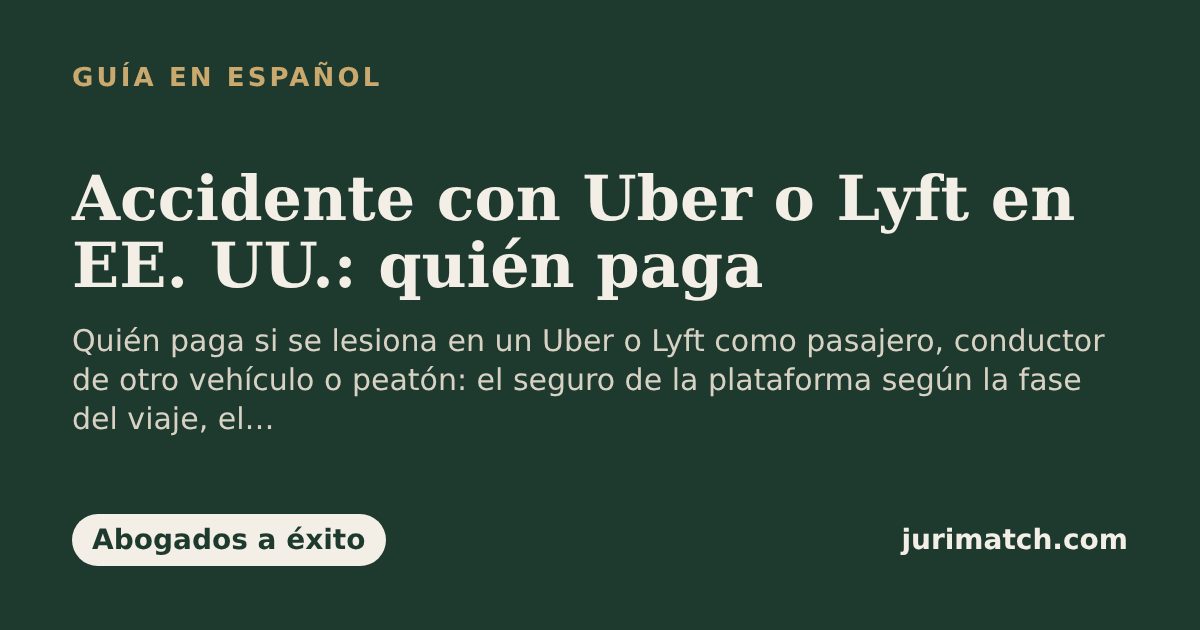 GUÍA EN ESPAÑOL
Accidente con Uber o Lyft en
EE. UU.: quién paga
Quién paga si se lesiona en un Uber o Lyft como pasajero, conductor
de otro vehículo o peatón: el seguro de la plataforma según la fase
del viaje, el…
Abogados a éxito
jurimatch.com